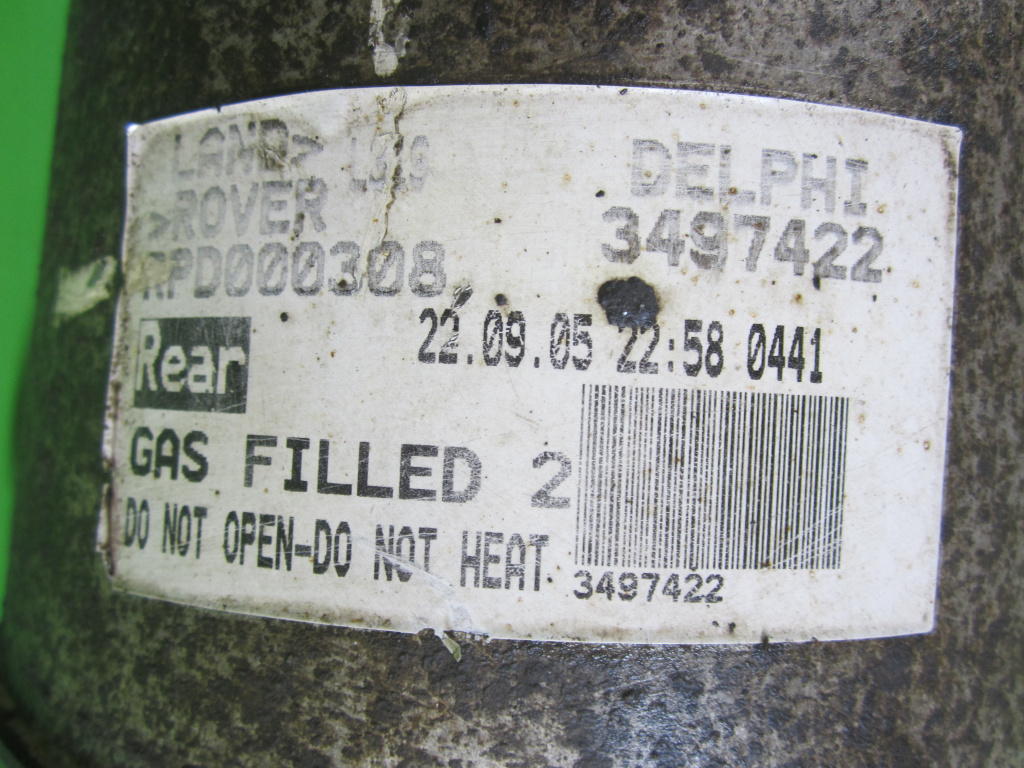 LAND> L319
>ROVER
RPD000308
DELPHI
3497422
22.09.05 22:58 0441
Rear
GAS FILLED 2
DO NOT OPEN-DO NOT HEAT
3497422